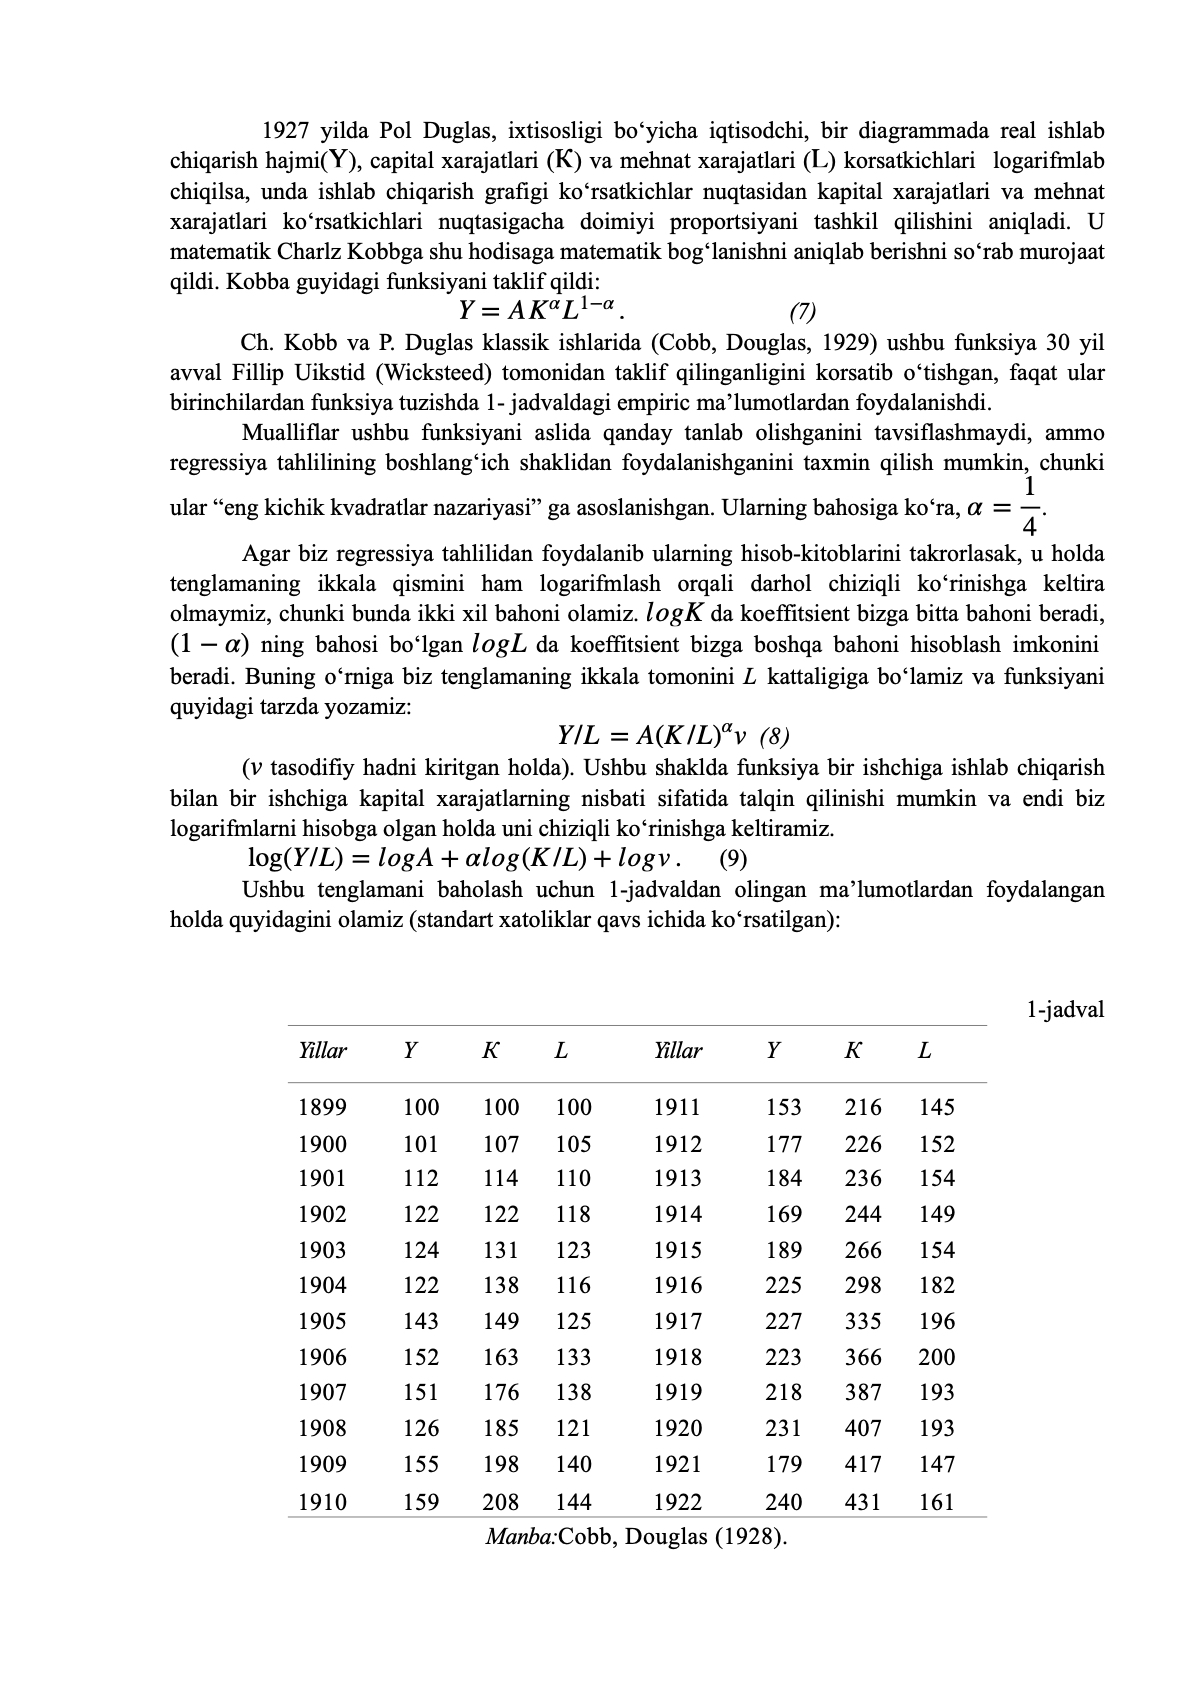 1927 yilda Pol Duglas, ixtisosligi bo‘yicha iqtisodchi, bir diagrammada real ishlab
chiqarish hajmi(Y), capital xarajatlari (K) va mehnat xarajatlari (L) korsatkichlari logarifmlab
chiqilsa, unda ishlab chiqarish grafigi ko‘rsatkichlar nuqtasidan kapital xarajatlari va mehnat
xarajatlari ko‘rsatkichlari nuqtasigacha doimiyi proportsiyani tashkil qilishini aniqladi. U
matematik Charlz Kobbga shu hodisaga matematik bog‘lanishni aniqlab berishni so‘rab murojaat
qildi. Kobba guyidagi funksiyani taklif qildi:
Y = AK^α L^{1−α}. (7)
Ch. Kobb va P. Duglas klassik ishlarida (Cobb, Douglas, 1929) ushbu funksiya 30 yil
avval Fillip Uikstid (Wicksteed) tomonidan taklif qilinganligini korsatib o‘tishgan, faqat ular
birinchilardan funksiya tuzishda 1- jadvaldagi empiric ma’lumotlardan foydalanishdi.
Mualliflar ushbu funksiyani aslida qanday tanlab olishganini tavsiflashmaydi, ammo
regressiya tahlilining boshlang‘ich shaklidan foydalanishganini taxmin qilish mumkin, chunki
ular “eng kichik kvadratlar nazariyasi” ga asoslanishgan. Ularning bahosiga ko‘ra, α = 1/4.
Agar biz regressiya tahlilidan foydalanib ularning hisob-kitoblarini takrorlasak, u holda
tenglamaning ikkala qismini ham logarifmlash orqali darhol chiziqli ko‘rinishga keltira
olmaymiz, chunki bunda ikki xil bahoni olamiz. logK da koeffitsient bizga bitta bahoni beradi,
(1 − α) ning bahosi bo‘lgan logL da koeffitsient bizga boshqa bahoni hisoblash imkonini
beradi. Buning o‘rniga biz tenglamaning ikkala tomonini L kattaligiga bo‘lamiz va funksiyani
quyidagi tarzda yozamiz:
Y/L = A(K/L)^α v (8)
(v tasodifiy hadni kiritgan holda). Ushbu shaklda funksiya bir ishchiga ishlab chiqarish
bilan bir ishchiga kapital xarajatlarning nisbati sifatida talqin qilinishi mumkin va endi biz
logarifmlarni hisobga olgan holda uni chiziqli ko‘rinishga keltiramiz.
log(Y/L) = logA + αlog(K/L) + logv. (9)
Ushbu tenglamani baholash uchun 1-jadvaldan olingan ma’lumotlardan foydalangan
holda quyidagini olamiz (standart xatoliklar qavs ichida ko‘rsatilgan):
1-jadval
Yillar Y K L Yillar Y K L
1899 100 100 100 1911 153 216 145
1900 101 107 105 1912 177 226 152
1901 112 114 110 1913 184 236 154
1902 122 122 118 1914 169 244 149
1903 124 131 123 1915 189 266 154
1904 122 138 116 1916 225 298 182
1905 143 149 125 1917 227 335 196
1906 152 163 133 1918 223 366 200
1907 151 176 138 1919 218 387 193
1908 126 185 121 1920 231 407 193
1909 155 198 140 1921 179 417 147
1910 159 208 144 1922 240 431 161
Manba:Cobb, Douglas (1928).